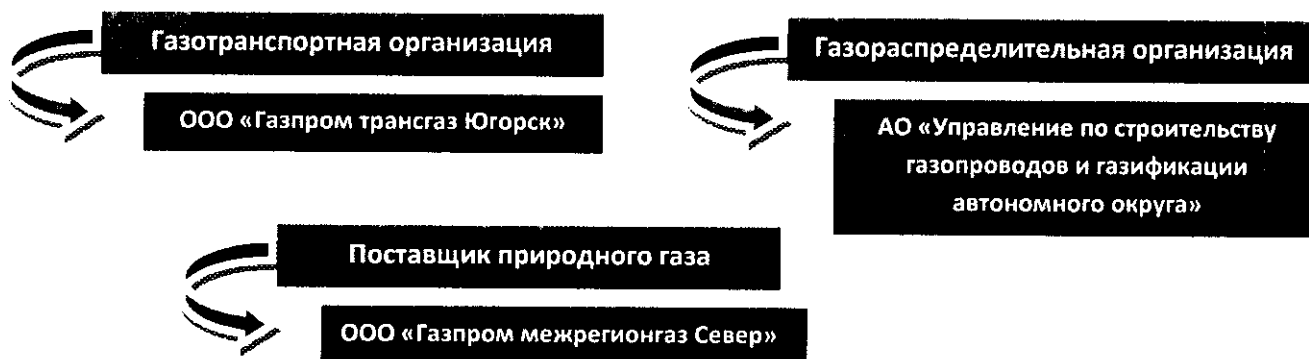 Газотранспортная организация
ООО «Газпром трансгаз Югорск»
Газораспределительная организация
АО «Управление по строительству
газопроводов и газификации
автономного округа»
Поставщик природного газа
ООО «Газпром межрегионгаз Север»